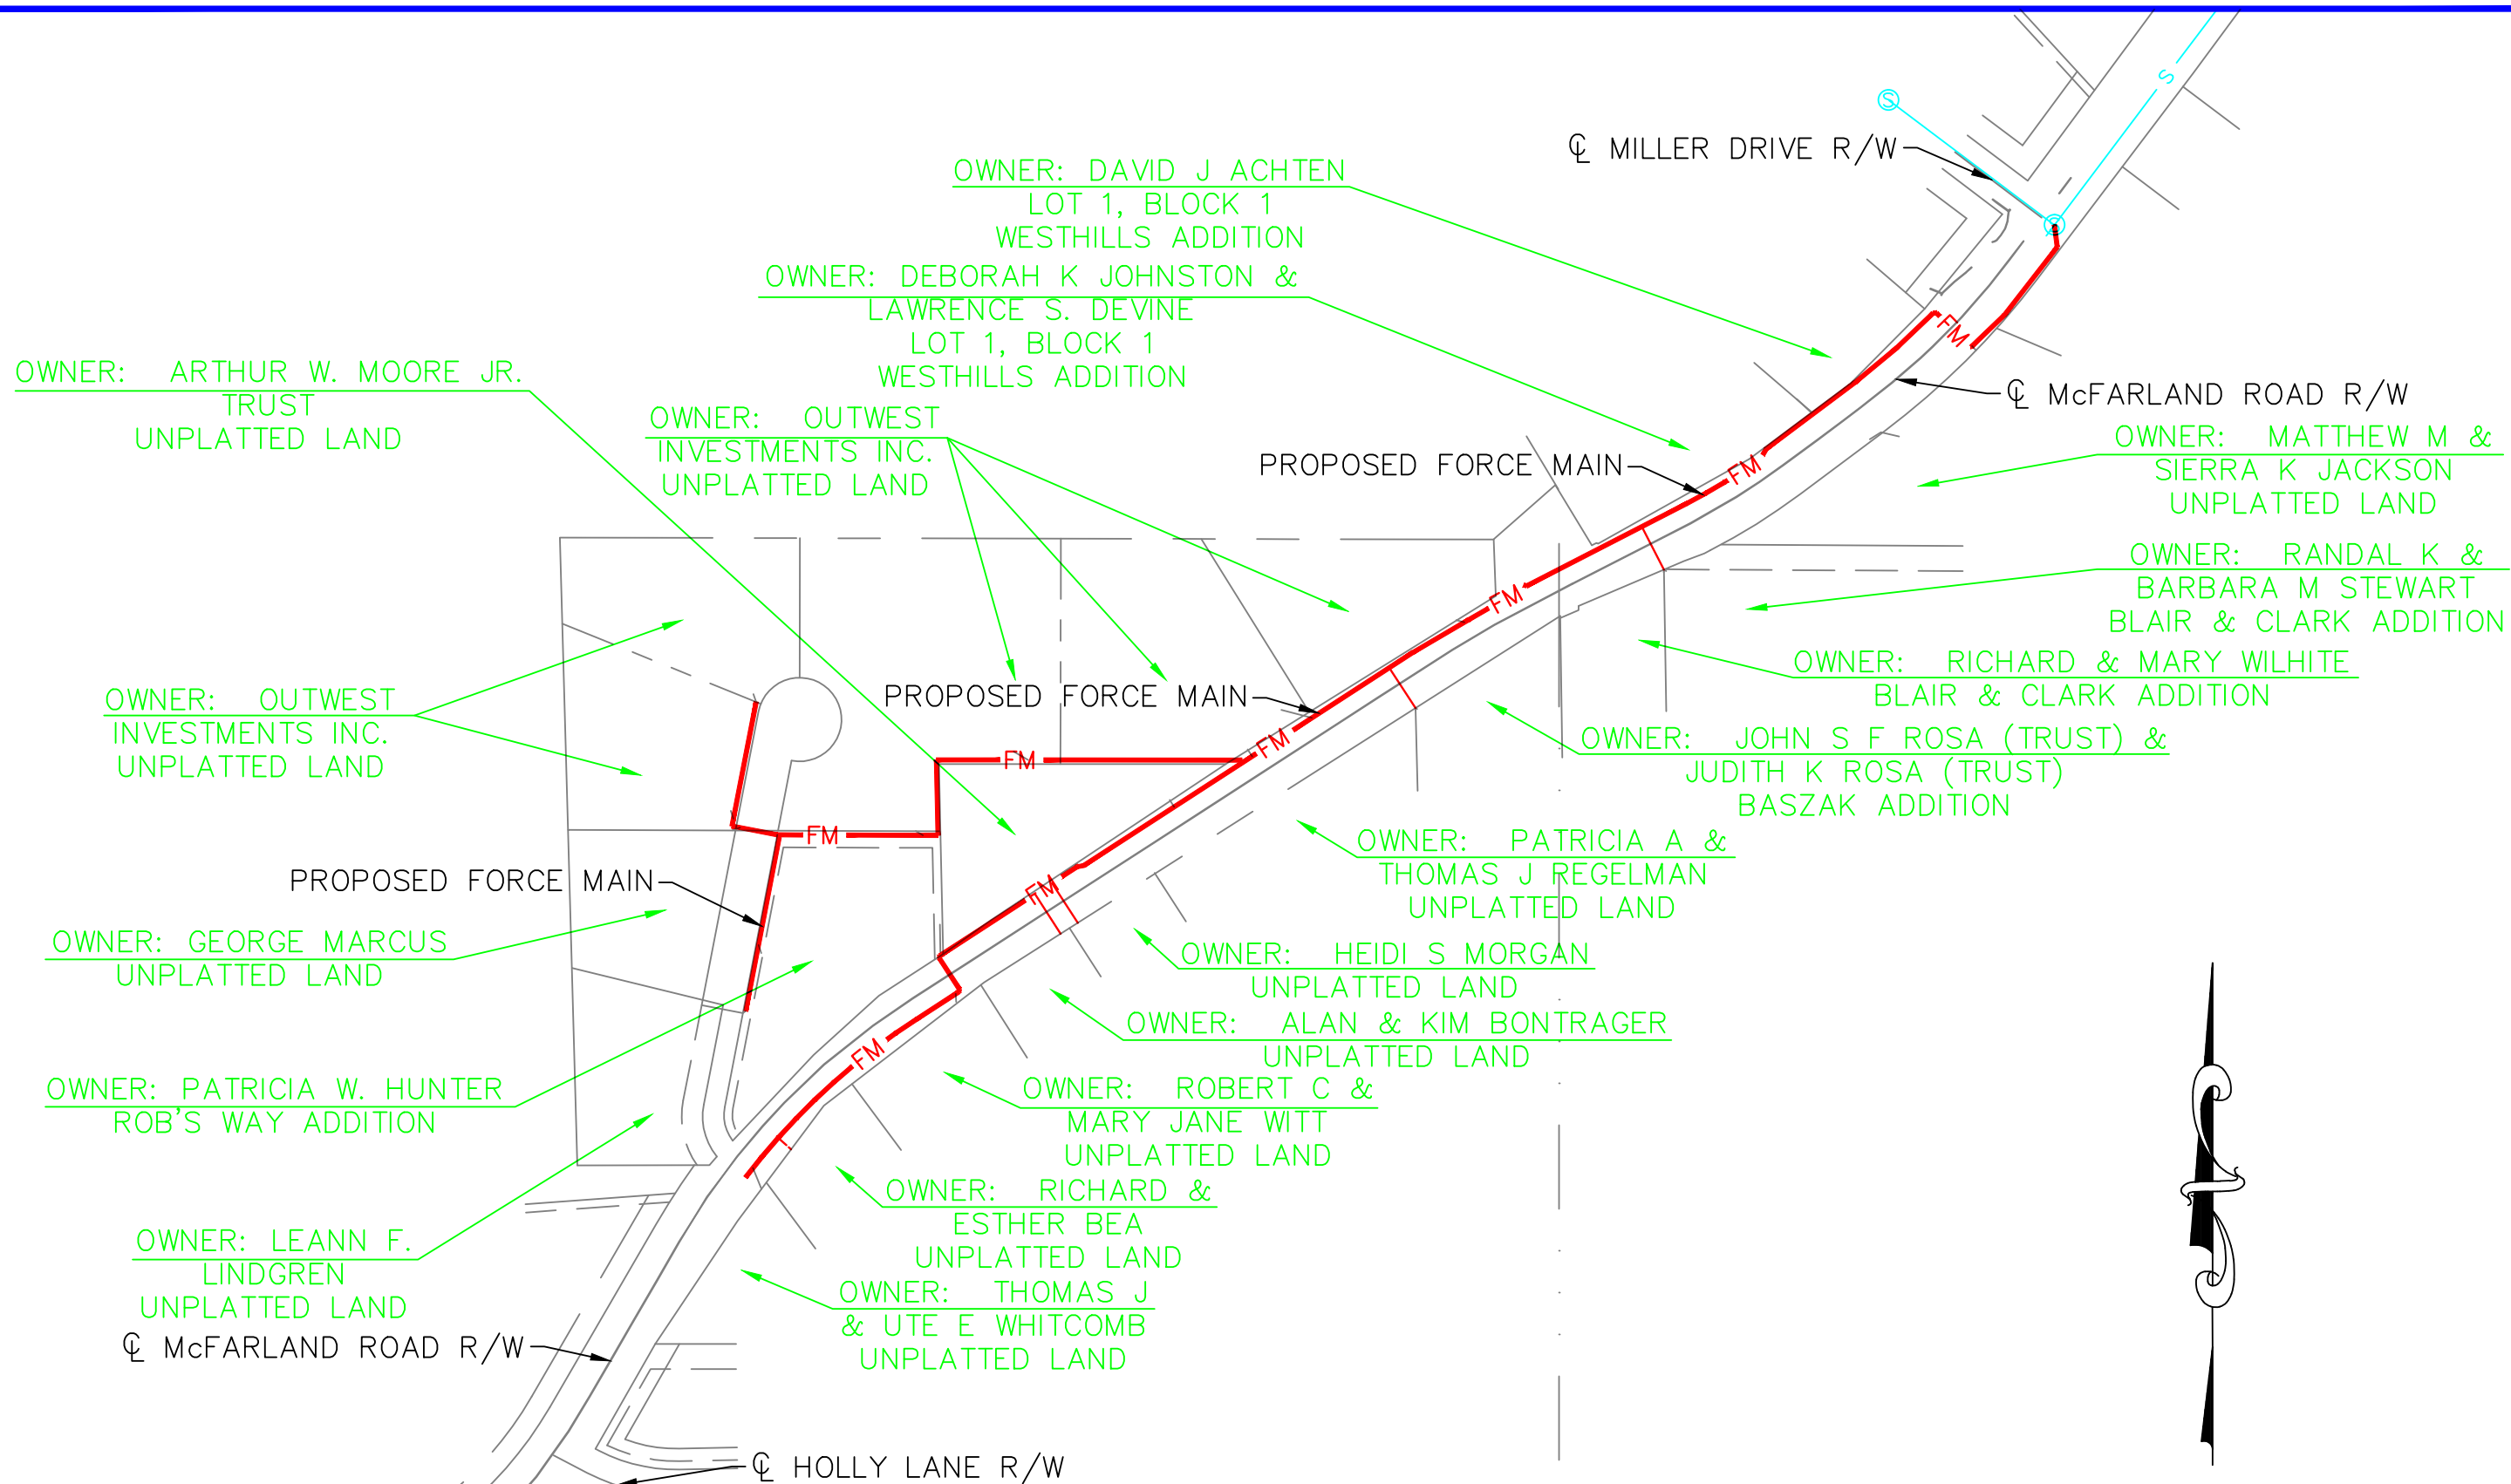 S
S
℄ MILLER DRIVE R/W
S
OWNER: DAVID J ACHTEN
LOT 1, BLOCK 1
WESTHILLS ADDITION
OWNER: DEBORAH K JOHNSTON &
LAWRENCE S. DEVINE
LOT 1, BLOCK 1
WESTHILLS ADDITION
FM
OWNER: ARTHUR W. MOORE JR.
TRUST
UNPLATTED LAND
℄ McFARLAND ROAD R/W
OWNER: OUTWEST
INVESTMENTS INC.
UNPLATTED LAND
PROPOSED FORCE MAIN
FM
OWNER: MATTHEW M &
SIERRA K JACKSON
UNPLATTED LAND
OWNER: RANDAL K &
BARBARA M STEWART
BLAIR & CLARK ADDITION
FM
OWNER: RICHARD & MARY WILHITE
BLAIR & CLARK ADDITION
OWNER: OUTWEST
INVESTMENTS INC.
UNPLATTED LAND
PROPOSED FORCE MAIN
FM
FM
OWNER: JOHN S F ROSA (TRUST) &
JUDITH K ROSA (TRUST)
BASZAK ADDITION
FM
OWNER: PATRICIA A &
THOMAS J REGELMAN
UNPLATTED LAND
PROPOSED FORCE MAIN
FM
OWNER: GEORGE MARCUS
UNPLATTED LAND
OWNER: HEIDI S MORGAN
UNPLATTED LAND
OWNER: ALAN & KIM BONTRAGER
UNPLATTED LAND
FM
OWNER: PATRICIA W. HUNTER
ROB'S WAY ADDITION
OWNER: ROBERT C &
MARY JANE WITT
UNPLATTED LAND
OWNER: RICHARD &
ESTHER BEA
UNPLATTED LAND
OWNER: LEANN F.
LINDGREN
UNPLATTED LAND
OWNER: THOMAS J
& UTE E WHITCOMB
UNPLATTED LAND
℄ McFARLAND ROAD R/W
℄ HOLLY LANE R/W